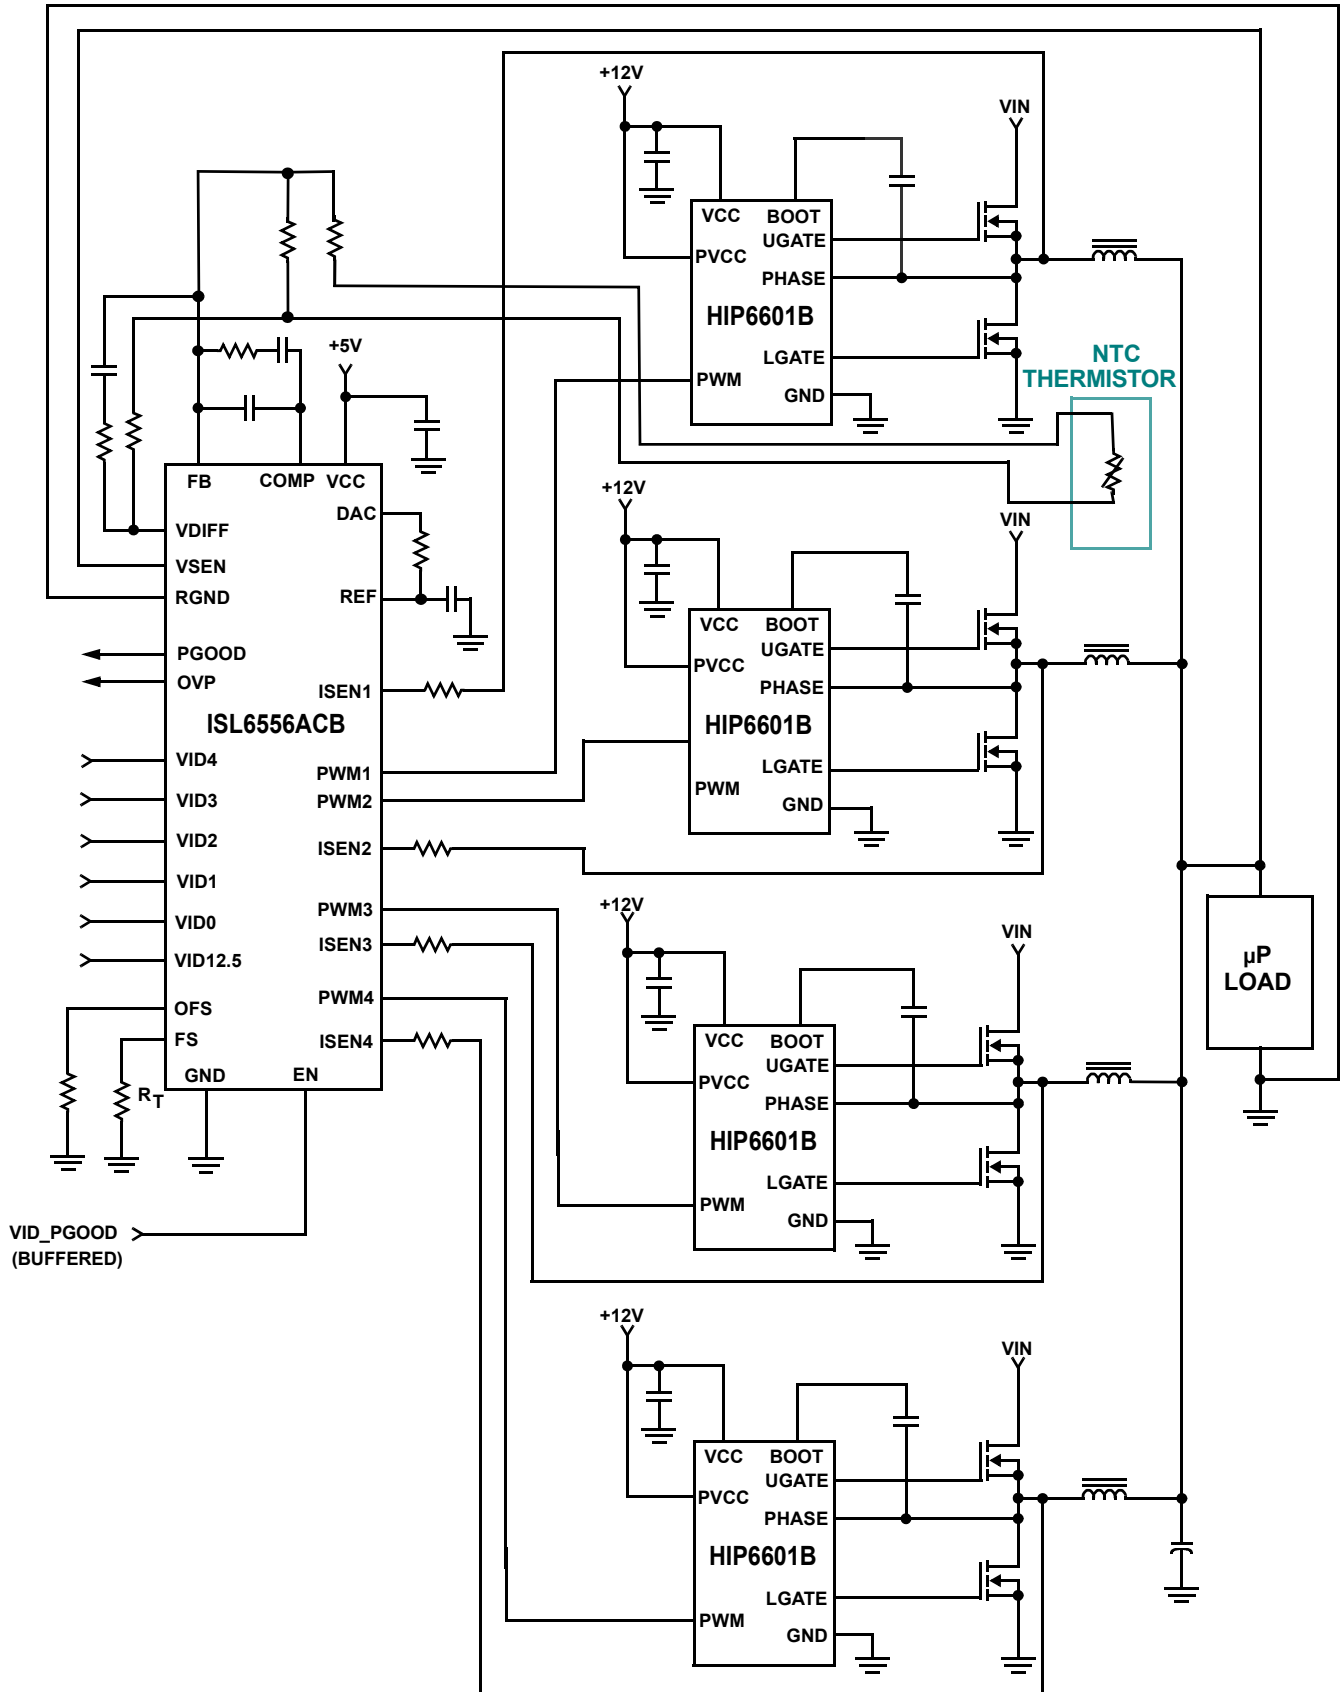 +12V
VIN
VCC
BOOT
UGATE
PVCC
PHASE
HIP6601B
LGATE
PWM
GND
NTC
THERMISTOR
+5V
FB
COMP
VCC
DAC
VDIFF
VSEN
RGND
REF
PGOOD
OVP
ISEN1
ISL6556ACB
VID4
PWM1
VID3
PWM2
VID2
ISEN2
VID1
PWM3
VID0
ISEN3
VID12.5
PWM4
OFS
FS
ISEN4
GND
EN
RT
VID_PGOOD
(BUFFERED)
+12V
VIN
VCC
BOOT
UGATE
PVCC
PHASE
HIP6601B
LGATE
PWM
GND
+12V
VIN
VCC
BOOT
UGATE
PVCC
PHASE
HIP6601B
LGATE
PWM
GND
µP
LOAD
+12V
VIN
VCC
BOOT
UGATE
PVCC
PHASE
HIP6601B
LGATE
PWM
GND